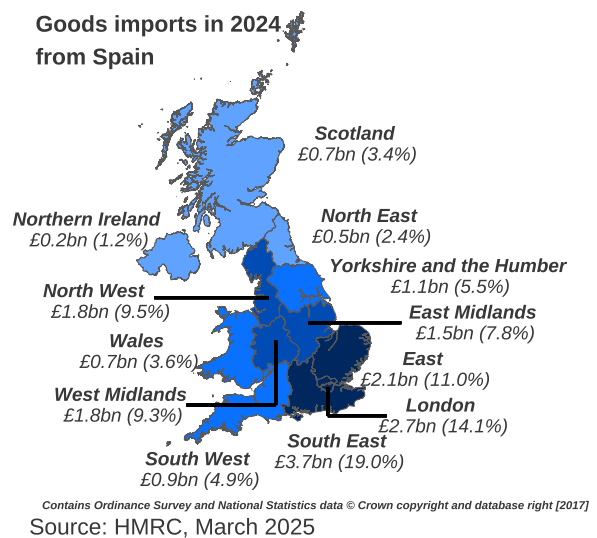 Goods imports in 2024
from Spain
Scotland
£0.7bn (3.4%)
Northern Ireland
£0.2bn (1.2%)
North East
£0.5bn (2.4%)
Yorkshire and the Humber
£1.1bn (5.5%)
North West
£1.8bn (9.5%)
East Midlands
£1.5bn (7.8%)
Wales
£0.7bn (3.6%)
East
£2.1bn (11.0%)
West Midlands
£1.8bn (9.3%)
London
£2.7bn (14.1%)
South East
£3.7bn (19.0%)
South West
£0.9bn (4.9%)
Contains Ordinance Survey and National Statistics data © Crown copyright and database right [2017]
Source: HMRC, March 2025